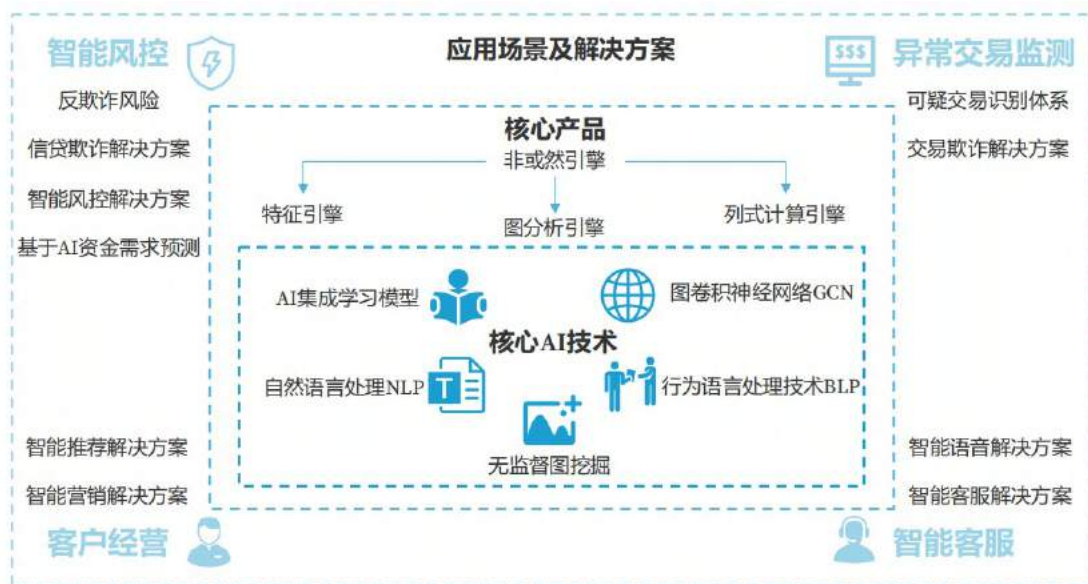 应用场景及解决方案
智能风控
反欺诈风险
信贷欺诈解决方案
智能风控解决方案
基于AI资金需求预测
$$$
异常交易监测
可疑交易识别体系
交易欺诈解决方案
核心产品
非或然引擎
特征引擎
图分析引擎
列式计算引擎
AI集成学习模型
图卷积神经网络GCN
核心AI技术
自然语言处理NLP
T
行为语言处理技术BLP
无监督图挖掘
智能推荐解决方案
智能营销解决方案
客户经营
智能语音解决方案
智能客服解决方案
智能客服